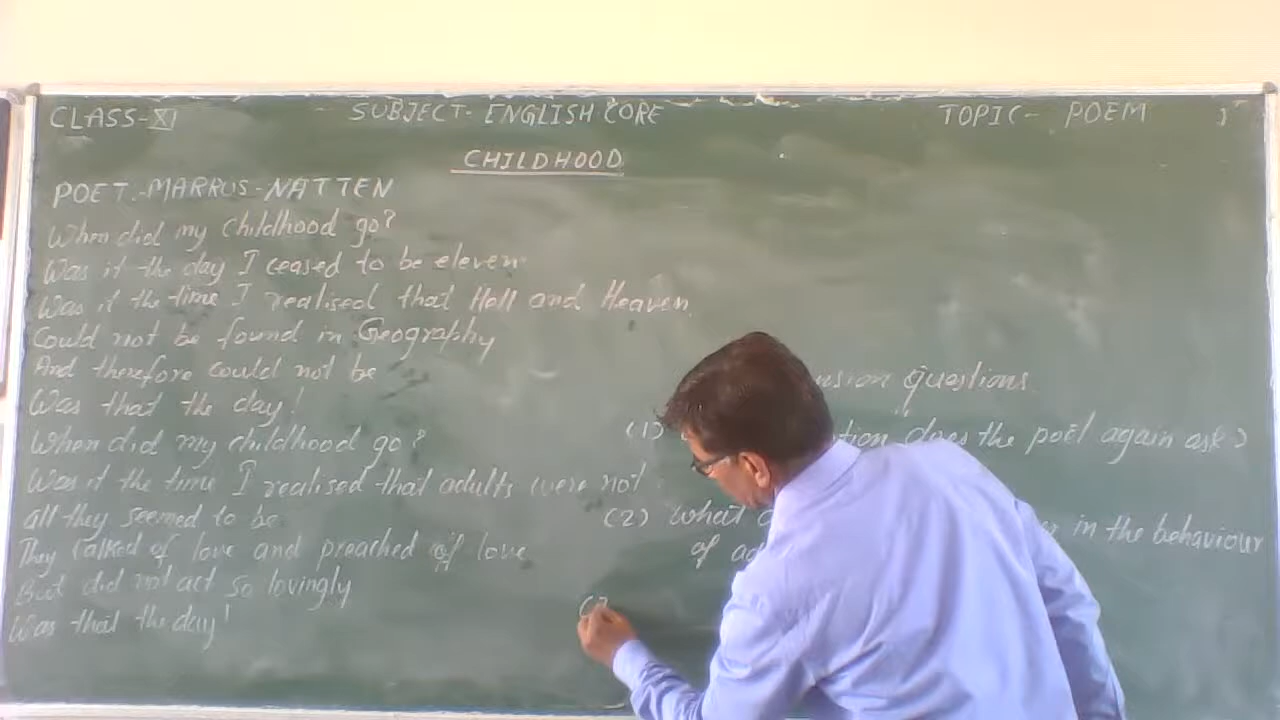 CLASS-XI SUBJECT-ENGLISH CORE TOPIC- POEM
CHILDHOOD
POET.-MARRUS-NATTEN
When did my childhood go?
Was it the day I ceased to be eleven
Was it the time I realised that Hell and Heaven
Could not be found in Geography
And therefore could not be
Was that the day!
When did my childhood go?
Was it the time I realised that adults were not
all they seemed to be
They talked of love and preached of love
But did not act so lovingly
Was that the day!
questions
(1) does the poet again ask?
(2) What in the behaviour
of